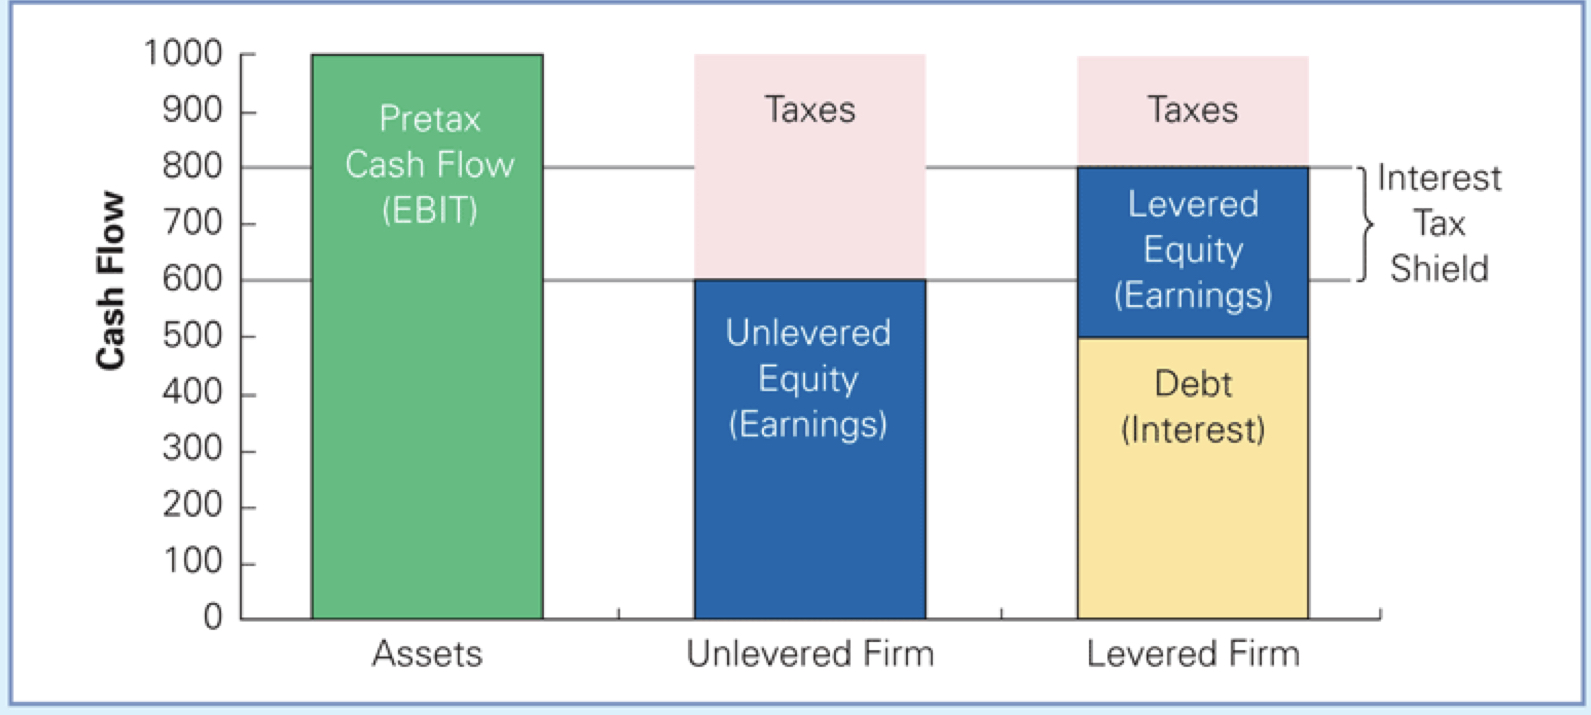 Cash Flow
1000
900
800
700
600
500
400
300
200
100
0
Pretax
Cash Flow
(EBIT)
Taxes
Unlevered
Equity
(Earnings)
Taxes
Levered
Equity
(Earnings)
Debt
(Interest)
Interest
Tax
Shield
Assets
Unlevered Firm
Levered Firm